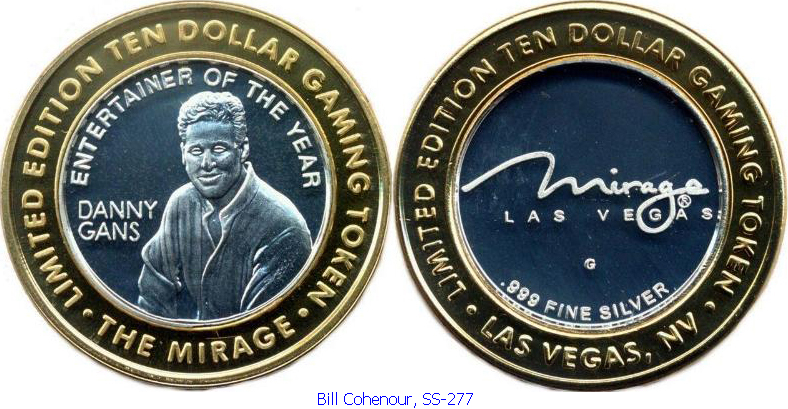 LIMITED EDITION TEN DOLLAR GAMING TOKEN
• THE MIRAGE •
ENTERTAINER OF THE YEAR
DANNY
GANS
LIMITED EDITION TEN DOLLAR GAMING TOKEN
• LAS VEGAS, NV •
Mirage®
LAS VEGAS
G
.999 FINE SILVER
Bill Cohenour, SS-277